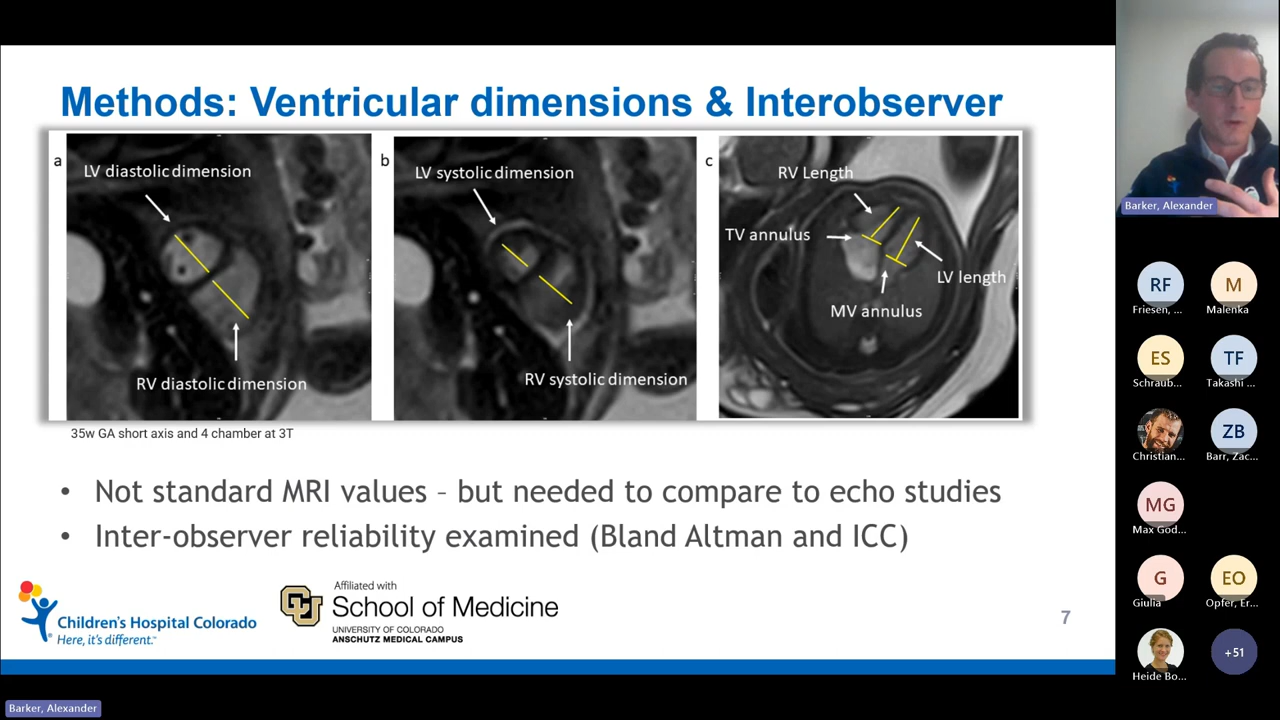 Methods: Ventricular dimensions & Interobserver
a
LV diastolic dimension
RV diastolic dimension
b
LV systolic dimension
RV systolic dimension
c
RV Length
TV annulus
LV length
MV annulus
35w GA short axis and 4 chamber at 3T
• Not standard MRI values – but needed to compare to echo studies
• Inter-observer reliability examined (Bland Altman and ICC)
Children's Hospital Colorado
Here, it's different.™
CU
Affiliated with
School of Medicine
UNIVERSITY OF COLORADO
ANSCHUTZ MEDICAL CAMPUS
7
Barker, Alexander
Barker, Alexander
RF
Friesen, ...
M
Malenka
ES
Schraub...
TF
Takashi ...
Christian...
ZB
Barr, Zac...
MG
Max God...
G
Giulia
EO
Opfer, Er...
Heide Bo...
+51